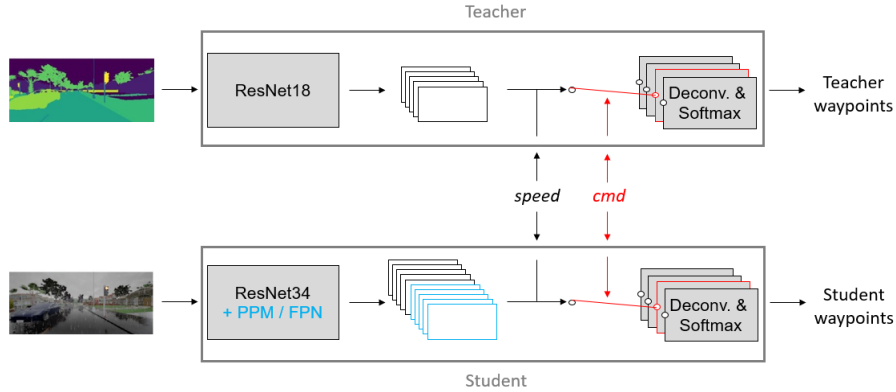 Teacher
ResNet18
Deconv. &
Softmax
Teacher
waypoints
speed
cmd
ResNet34
+ PPM / FPN
Deconv. &
Softmax
Student
waypoints
Student